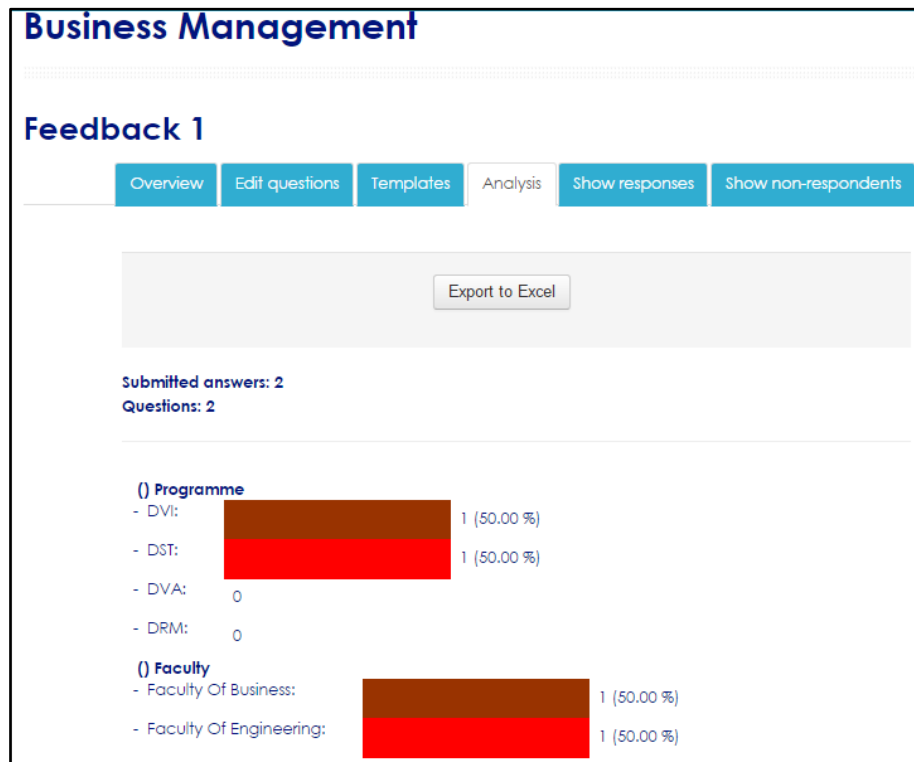 Business Management
Feedback 1
Overview Edit questions Templates Analysis Show responses Show non-respondents
Export to Excel
Submitted answers: 2
Questions: 2
() Programme
- DVI: 1 (50.00 %)
- DST: 1 (50.00 %)
- DVA: 0
- DRM: 0
() Faculty
- Faculty Of Business: 1 (50.00 %)
- Faculty Of Engineering: 1 (50.00 %)